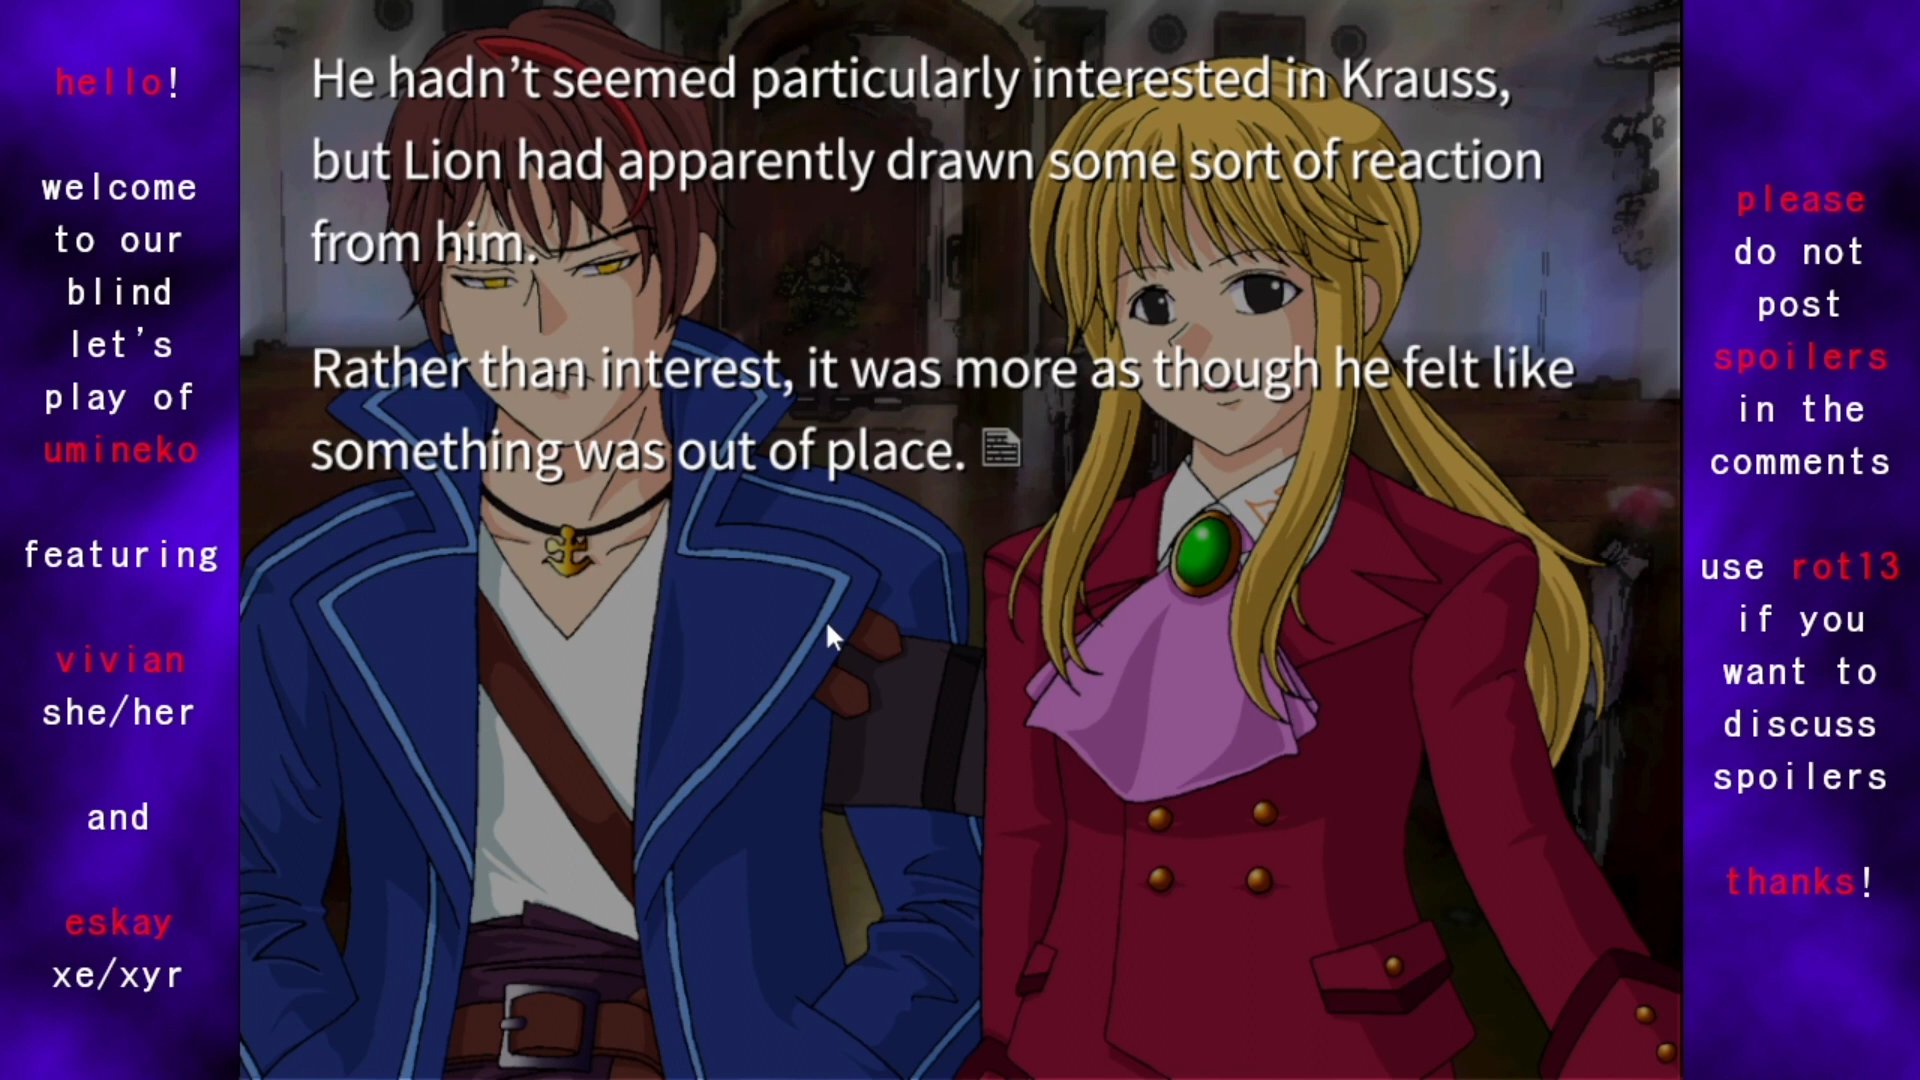 hello!
welcome
to our
blind
let's
play of
umineko
featuring
vivian
she/her
and
eskay
xe/xyr
He hadn’t seemed particularly interested in Krauss,
but Lion had apparently drawn some sort of reaction
from him.
Rather than interest, it was more as though he felt like
something was out of place.
please
do not
post
spoilers
in the
comments
use rot13
if you
want to
discuss
spoilers
thanks!